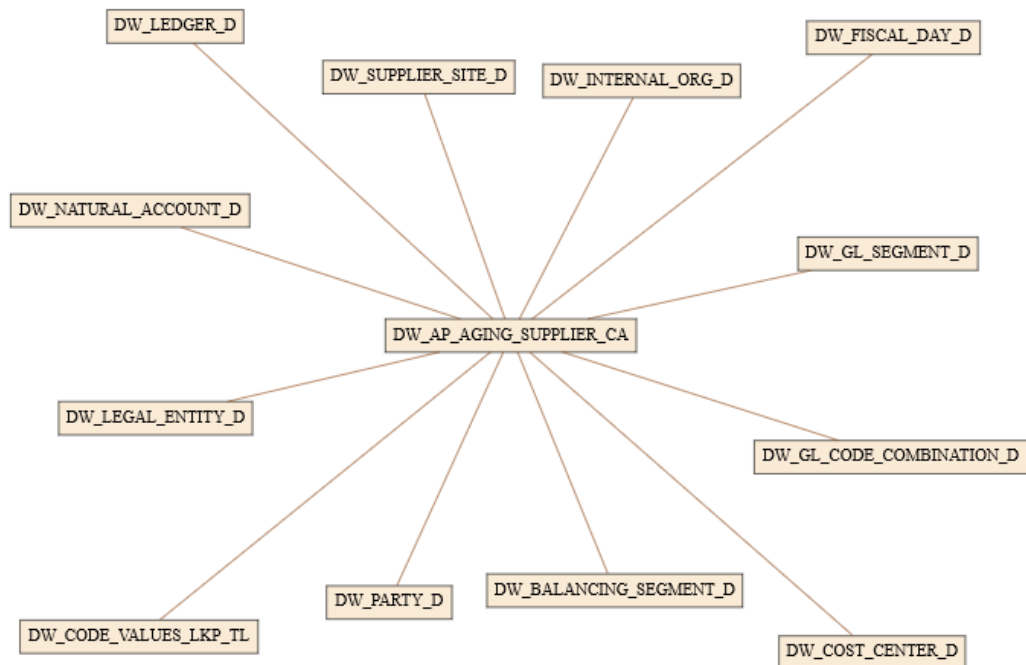 DW_LEDGER_D
DW_FISCAL_DAY_D
DW_SUPPLIER_SITE_D
DW_INTERNAL_ORG_D
DW_NATURAL_ACCOUNT_D
DW_GL_SEGMENT_D
DW_AP_AGING_SUPPLIER_CA
DW_LEGAL_ENTITY_D
DW_GL_CODE_COMBINATION_D
DW_BALANCING_SEGMENT_D
DW_PARTY_D
DW_CODE_VALUES_LKP_TL
DW_COST_CENTER_D